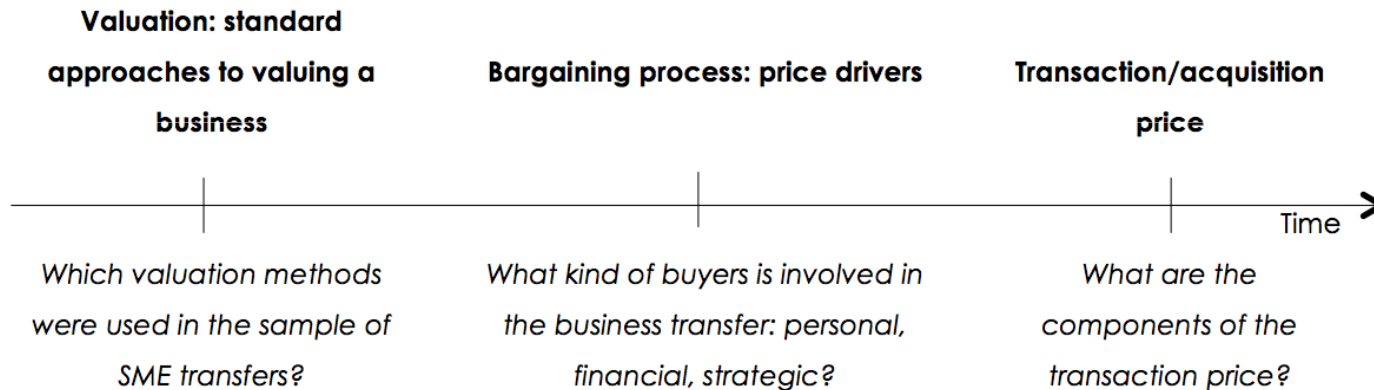 Valuation: standard
approaches to valuing a
business
Bargaining process: price drivers
Transaction/acquisition
price
Time
Which valuation methods
were used in the sample of
SME transfers?
What kind of buyers is involved in
the business transfer: personal,
financial, strategic?
What are the
components of the
transaction price?